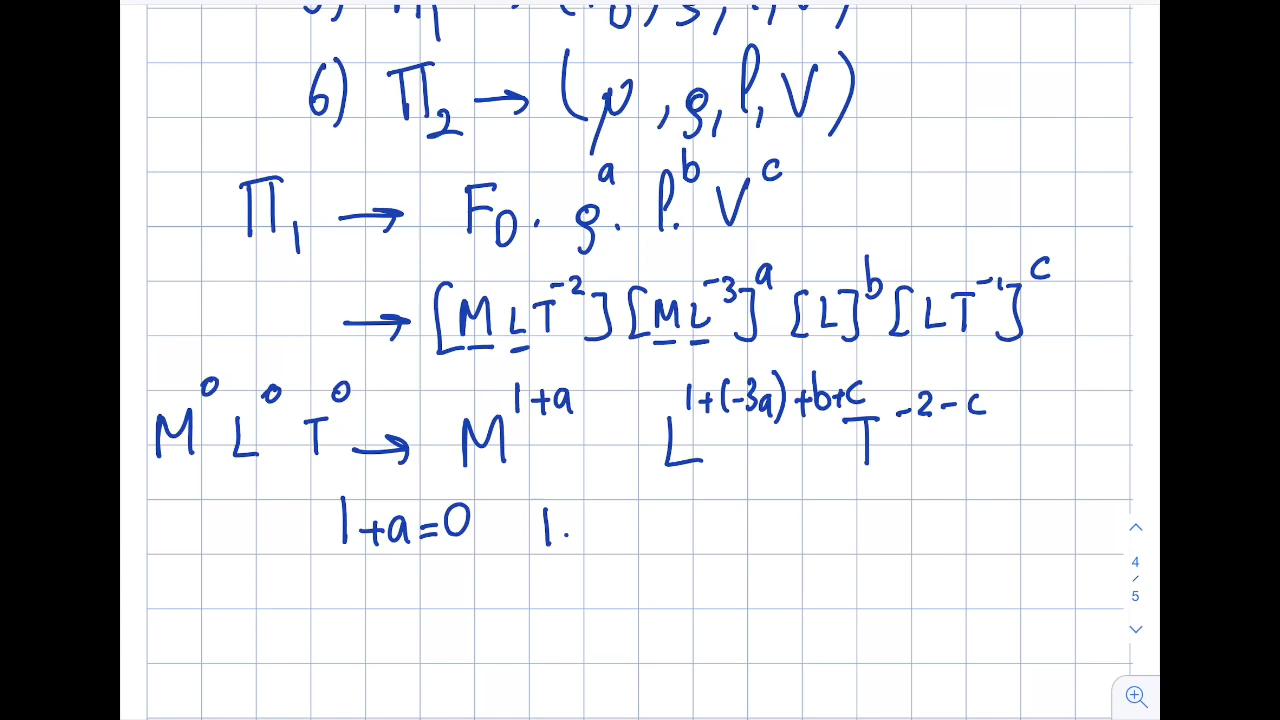 6) Π₂ → (μ, ρ, l, V)
Π₁ → F_D · ρ^a · l^b · V^c
→ [M L T⁻²] [M L⁻³]^a [L]^b [L T⁻¹]^c
M⁰ L⁰ T⁰ → M^(1+a) L^(1+(-3a)+b+c) T^(-2-c)
1+a=0 1.
4
/
5